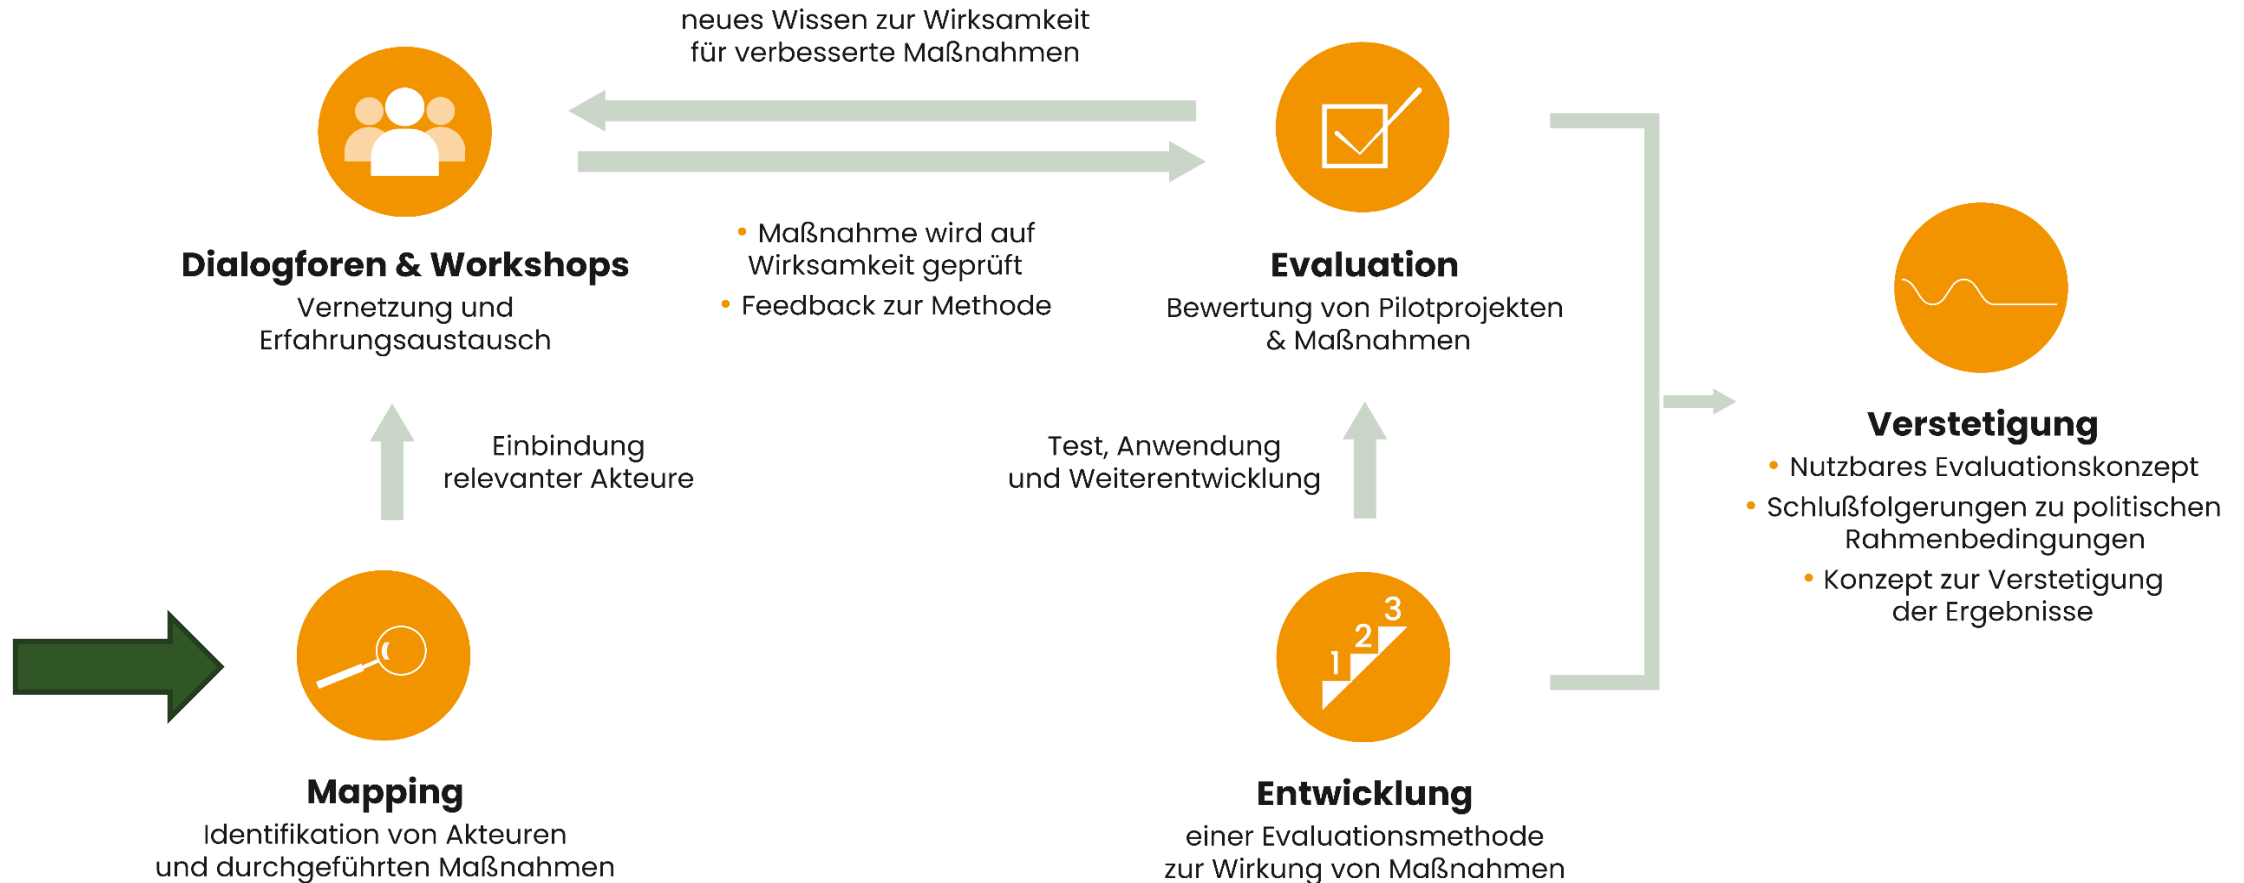 neues Wissen zur Wirksamkeit
für verbesserte Maßnahmen
Dialogforen & Workshops
Vernetzung und
Erfahrungsaustausch
• Maßnahme wird auf
Wirksamkeit geprüft
• Feedback zur Methode
Evaluation
Bewertung von Pilotprojekten
& Maßnahmen
Einbindung
relevanter Akteure
Test, Anwendung
und Weiterentwicklung
Verstetigung
• Nutzbares Evaluationskonzept
• Schlußfolgerungen zu politischen
Rahmenbedingungen
• Konzept zur Verstetigung
der Ergebnisse
Mapping
Identifikation von Akteuren
und durchgeführten Maßnahmen
1
2
3
Entwicklung
einer Evaluationsmethode
zur Wirkung von Maßnahmen